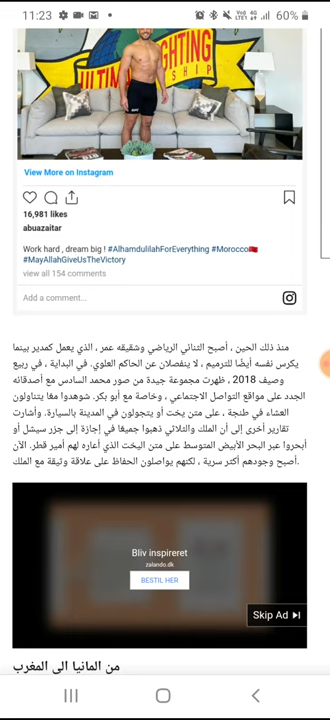 11:23
60%
ULTIM
GHTING
SHIP
View More on Instagram
16,981 likes
abuazaitar
Work hard , dream big ! #AlhamdulilahForEverything #Morocco🇲🇦
#MayAllahGiveUsTheVictory
view all 154 comments
Add a comment...
منذ ذلك الحين ، أصبح الثنائي الرياضي وشقيقه عمر ، الذي يعمل كمدير بينما
يكرس نفسه أيضًا للترميم ، لا ينفصلان عن الحاكم العلوي. في البداية ، في ربيع
وصيف 2018 ، ظهرت مجموعة جيدة من صور محمد السادس مع أصدقائه
الجدد على مواقع التواصل الاجتماعي ، وخاصة مع أبو بكر. شوهدوا معًا يتناولون
العشاء في طنجة ، على متن يخت أو يتجولون في المدينة بالسيارة. وأشارت
تقارير أخرى إلى أن الملك والثلاثي ذهبوا جميعًا في إجازة إلى جزر سيشل أو
أبحروا عبر البحر الأبيض المتوسط على متن اليخت الذي أعاره لهم أمير قطر. الآن
أصبح وجودهم أكثر سرية ، لكنهم يواصلون الحفاظ على علاقة وثيقة مع الملك.
Bliv inspireret
zalando.dk
BESTIL HER
Skip Ad
من المانيا الى المغرب